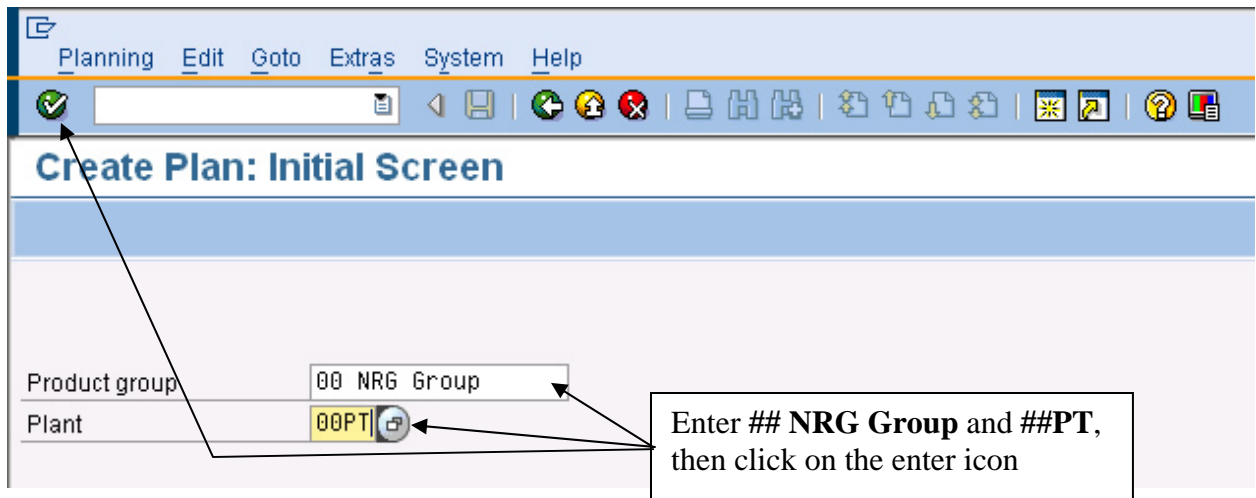 Planning Edit Goto Extras System Help
Create Plan: Initial Screen
Product group 00 NRG Group
Plant 00PT
Enter ## NRG Group and ##PT,
then click on the enter icon